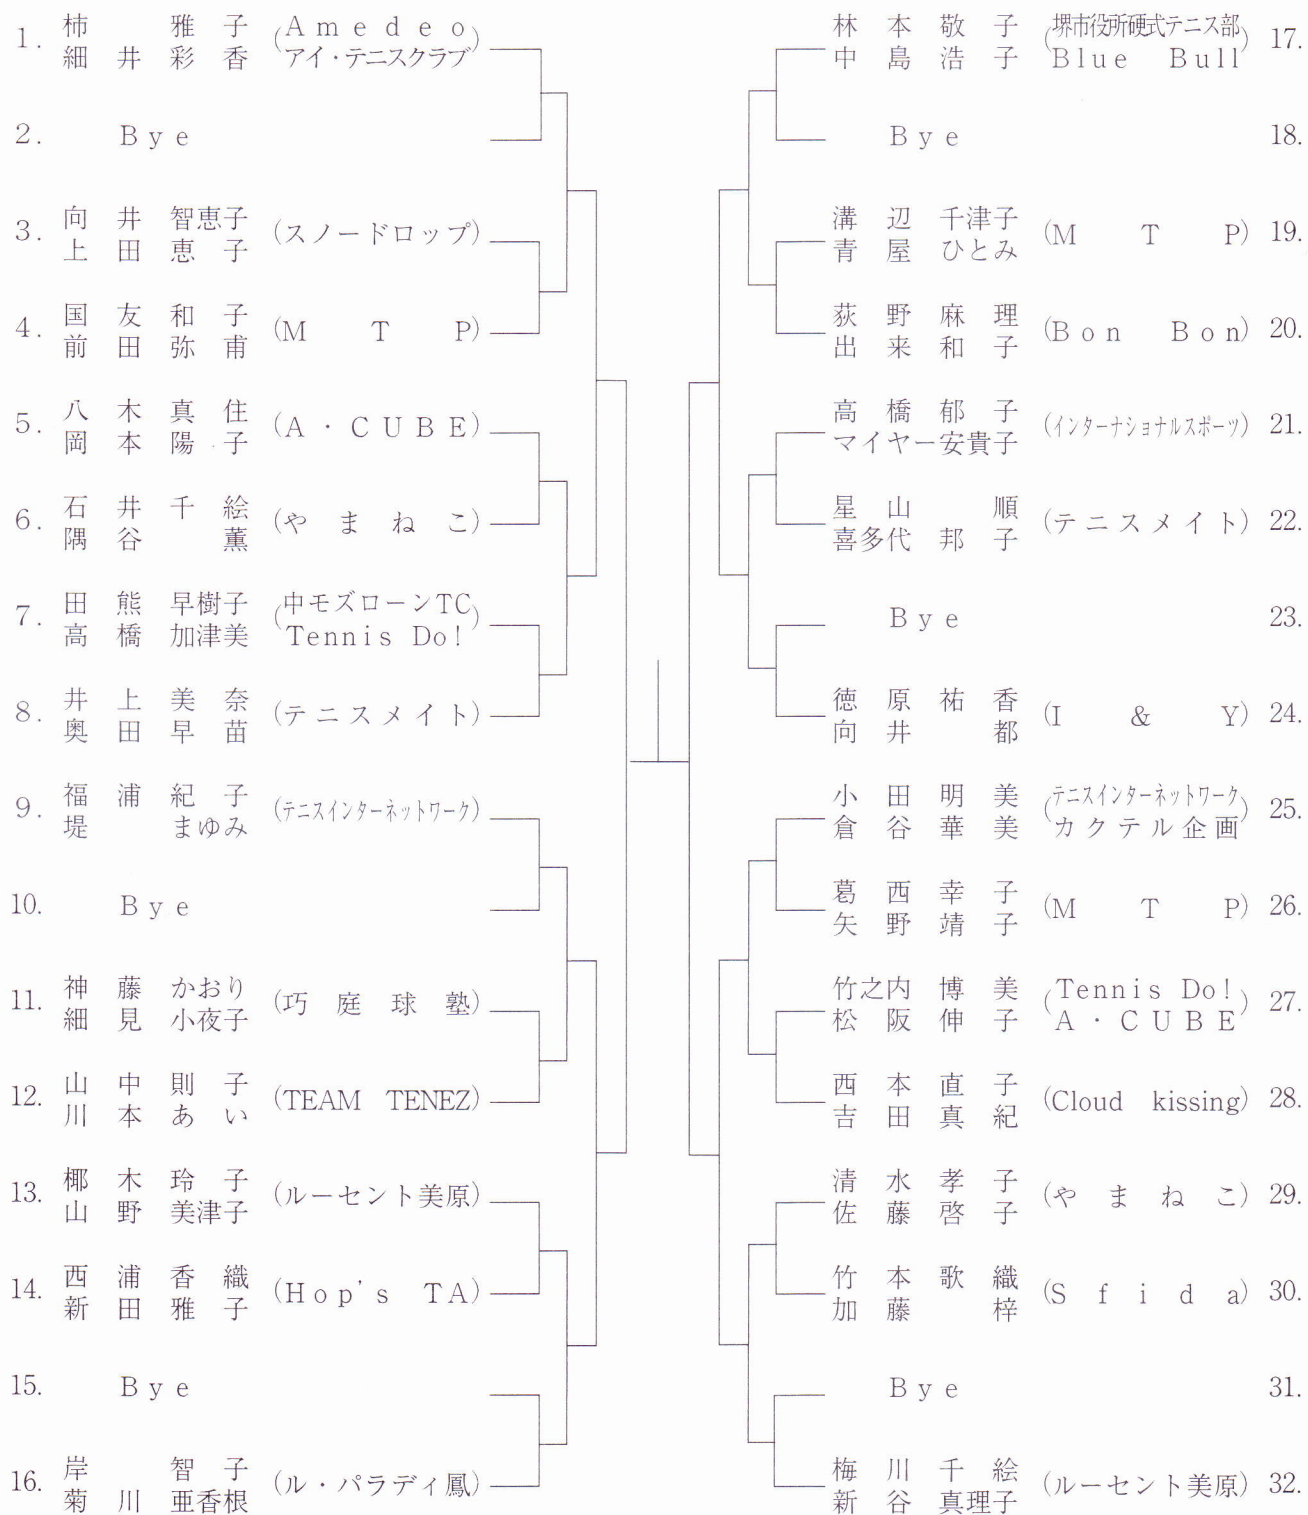 1. 柿 雅子 (Amedeo)
細井彩香 アイ・テニスクラブ
2. Bye
3. 向井智恵子 (スノードロップ)
上田恵子
4. 国友和子 (MTP)
前田弥甫
5. 八木真住 (A・CUBE)
岡本陽子
6. 石井千絵 (やまねこ)
隅谷薫
7. 田熊早樹子 (中モズローンTC)
高橋加津美 Tennis Do!
8. 井上美奈 (テニスメイト)
奥田早苗
9. 福浦紀子 (テニスインターネットワーク)
堤 まゆみ
10. Bye
11. 神藤かおり (巧庭球塾)
細見小夜子
12. 山中則子 (TEAM TENEZ)
川本あい
13. 椰木玲子 (ルーセント美原)
山野美津子
14. 西浦香織 (Hop's TA)
新田雅子
15. Bye
16. 岸 智子 (ル・パラディ鳳)
菊川亜香根
林本敬子 (堺市役所硬式テニス部) 17.
中島浩子 Blue Bull
Bye 18.
溝辺千津子 (MTP) 19.
青屋ひとみ
荻野麻理 (Bon Bon) 20.
出来和子
高橋郁子 (インターナショナルスポーツ) 21.
マイヤー安貴子
星山順 (テニスメイト) 22.
喜多代邦子
Bye 23.
徳原祐香 (I & Y) 24.
向井都
小田明美 (テニスインターネットワーク) 25.
倉谷華美 カクテル企画
葛西幸子 (MTP) 26.
矢野靖子
竹之内博美 (Tennis Do!) 27.
松阪伸子 A・CUBE
西本直子 (Cloud kissing) 28.
吉田真紀
清水孝子 (やまねこ) 29.
佐藤啓子
竹本歌織 (Sfida) 30.
加藤梓
Bye 31.
梅川千絵 (ルーセント美原) 32.
新谷真理子